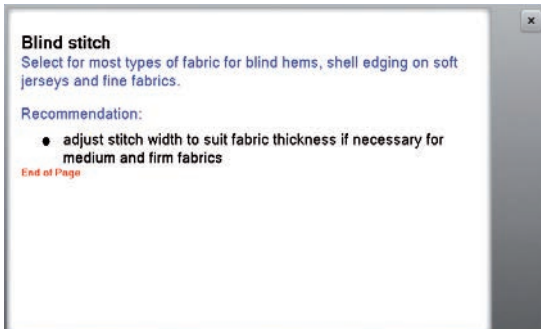 Blind stitch
Select for most types of fabric for blind hems, shell edging on soft
jerseys and fine fabrics.
Recommendation:
● adjust stitch width to suit fabric thickness if necessary for
medium and firm fabrics
End of Page